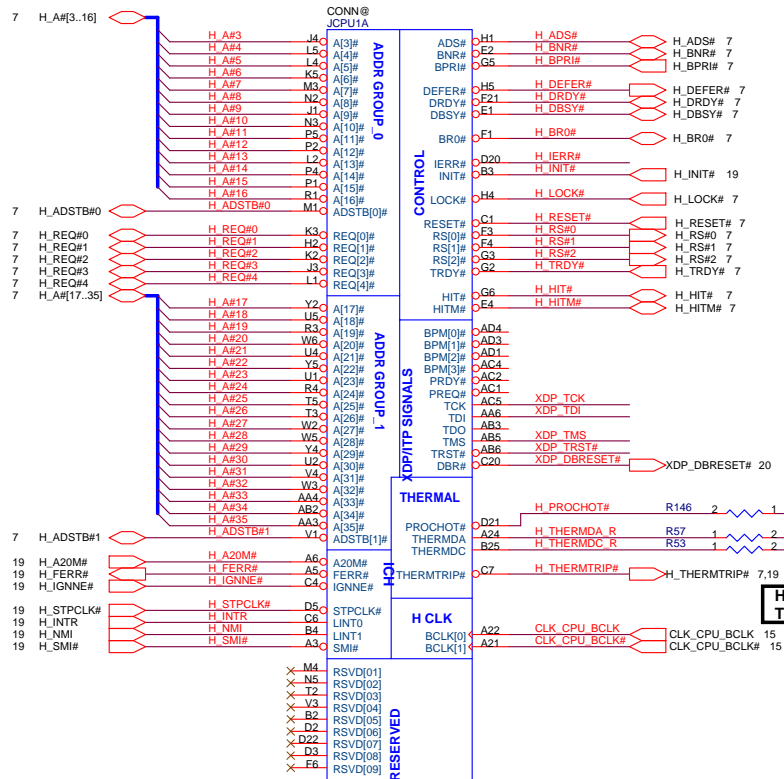 CONN@
JCPU1A
7 H_A#[3..16]
H_A#3 J4 A[3]#
H_A#4 L5 A[4]#
H_A#5 L4 A[5]#
H_A#6 K5 A[6]#
H_A#7 M3 A[7]#
H_A#8 N2 A[8]#
H_A#9 J1 A[9]#
H_A#10 N3 A[10]#
H_A#11 P5 A[11]#
H_A#12 P2 A[12]#
H_A#13 L2 A[13]#
H_A#14 P4 A[14]#
H_A#15 P1 A[15]#
H_A#16 R1 A[16]#
7 H_ADSTB#0 H_ADSTB#0 M1 ADSTB[0]#
7 H_REQ#0 H_REQ#0 K3 REQ[0]#
7 H_REQ#1 H_REQ#1 H2 REQ[1]#
7 H_REQ#2 H_REQ#2 K2 REQ[2]#
7 H_REQ#3 H_REQ#3 J3 REQ[3]#
7 H_REQ#4 H_REQ#4 L1 REQ[4]#
ADDR GROUP_0
7 H_A#[17..35]
H_A#17 Y2 A[17]#
H_A#18 U5 A[18]#
H_A#19 R3 A[19]#
H_A#20 W6 A[20]#
H_A#21 U4 A[21]#
H_A#22 Y5 A[22]#
H_A#23 U1 A[23]#
H_A#24 R4 A[24]#
H_A#25 T5 A[25]#
H_A#26 T3 A[26]#
H_A#27 W2 A[27]#
H_A#28 W5 A[28]#
H_A#29 Y4 A[29]#
H_A#30 U2 A[30]#
H_A#31 V4 A[31]#
H_A#32 W3 A[32]#
H_A#33 AA4 A[33]#
H_A#34 AB2 A[34]#
H_A#35 AA3 A[35]#
7 H_ADSTB#1 H_ADSTB#1 V1 ADSTB[1]#
ADDR GROUP_1
19 H_A20M# H_A20M# A6 A20M#
19 H_FERR# H_FERR# A5 FERR#
19 H_IGNNE# H_IGNNE# C4 IGNNE#
19 H_STPCLK# H_STPCLK# D5 STPCLK#
19 H_INTR H_INTR C6 LINT0
19 H_NMI H_NMI B4 LINT1
19 H_SMI# H_SMI# A3 SMI#
ICH
M4 RSVD[01]
N5 RSVD[02]
T2 RSVD[03]
V3 RSVD[04]
B2 RSVD[05]
D2 RSVD[06]
D22 RSVD[07]
D3 RSVD[08]
F6 RSVD[09]
RESERVED
CONTROL
ADS# H1 H_ADS# H_ADS# 7
BNR# E2 H_BNR# H_BNR# 7
BPRI# G5 H_BPRI# H_BPRI# 7
DEFER# H5 H_DEFER# H_DEFER# 7
DRDY# F21 H_DRDY# H_DRDY# 7
DBSY# E1 H_DBSY# H_DBSY# 7
BR0# F1 H_BR0# H_BR0# 7
IERR# D20 H_IERR#
INIT# B3 H_INIT# H_INIT# 19
LOCK# H4 H_LOCK# H_LOCK# 7
RESET# C1 H_RESET# H_RESET# 7
RS[0]# F3 H_RS#0 H_RS#0 7
RS[1]# F4 H_RS#1 H_RS#1 7
RS[2]# G3 H_RS#2 H_RS#2 7
TRDY# G2 H_TRDY# H_TRDY# 7
HIT# G6 H_HIT# H_HIT# 7
HITM# E4 H_HITM# H_HITM# 7
XDP/ITP SIGNALS
BPM[0]# AD4
BPM[1]# AD3
BPM[2]# AD1
BPM[3]# AC4
PRDY# AC2
PREQ# AC1
TCK AC5 XDP_TCK
TDI AA6 XDP_TDI
TDO AB3
TMS AB5 XDP_TMS
TRST# AB6 XDP_TRST#
DBR# C20 XDP_DBRESET# XDP_DBRESET# 20
THERMAL
PROCHOT# D21 H_PROCHOT# R146 2 1
THERMDA A24 H_THERMDA_R R57 1 2
THERMDC B25 H_THERMDC_R R53 1 2
THERMTRIP# C7 H_THERMTRIP# H_THERMTRIP# 7,19
H
T
H CLK
BCLK[0] A22 CLK_CPU_BCLK CLK_CPU_BCLK 15
BCLK[1] A21 CLK_CPU_BCLK# CLK_CPU_BCLK# 15